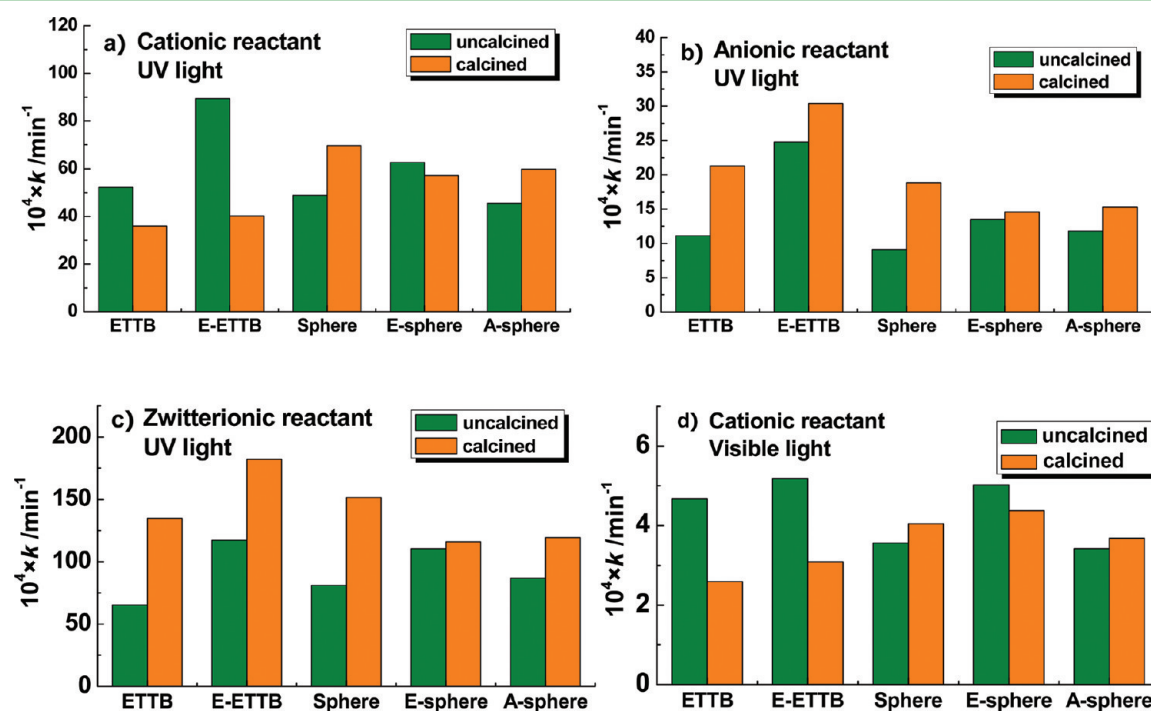 a) Cationic reactant
UV light
uncalcined
calcined
120
100
80
60
40
20
0
10⁴×k /min⁻¹
ETTB E-ETTB Sphere E-sphere A-sphere
b) Anionic reactant
UV light
uncalcined
calcined
40
35
30
25
20
15
10
5
0
10⁴×k /min⁻¹
ETTB E-ETTB Sphere E-sphere A-sphere
c) Zwitterionic reactant
UV light
uncalcined
calcined
200
150
100
50
0
10⁴×k /min⁻¹
ETTB E-ETTB Sphere E-sphere A-sphere
d) Cationic reactant
Visible light
uncalcined
calcined
6
4
2
0
10⁴×k /min⁻¹
ETTB E-ETTB Sphere E-sphere A-sphere